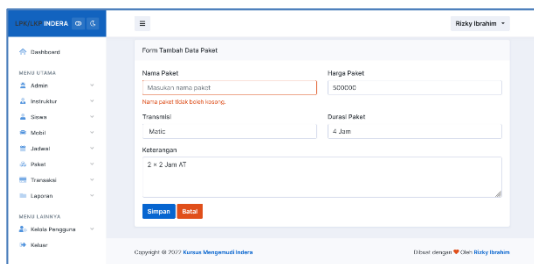 INDERA
Rizky Ibrahim
Dashboard
MENU UTAMA
Admin
Instruktur
Siswa
Mobil
Jadwal
Paket
Transaksi
Laporan
MENU LAINNYA
Kelola Pengguna
Keluar
Form Tambah Data Paket
Nama Paket
Masukan nama paket
Nama paket tidak boleh kosong.
Harga Paket
500000
Transmisi
Matic
Durasi Paket
4 Jam
Keterangan
2 × 2 Jam AT
Simpan
Batal
Copyright © 2022 Kursus Mengemudi Indera
Dibuat dengan ❤ Oleh Rizky Ibrahim